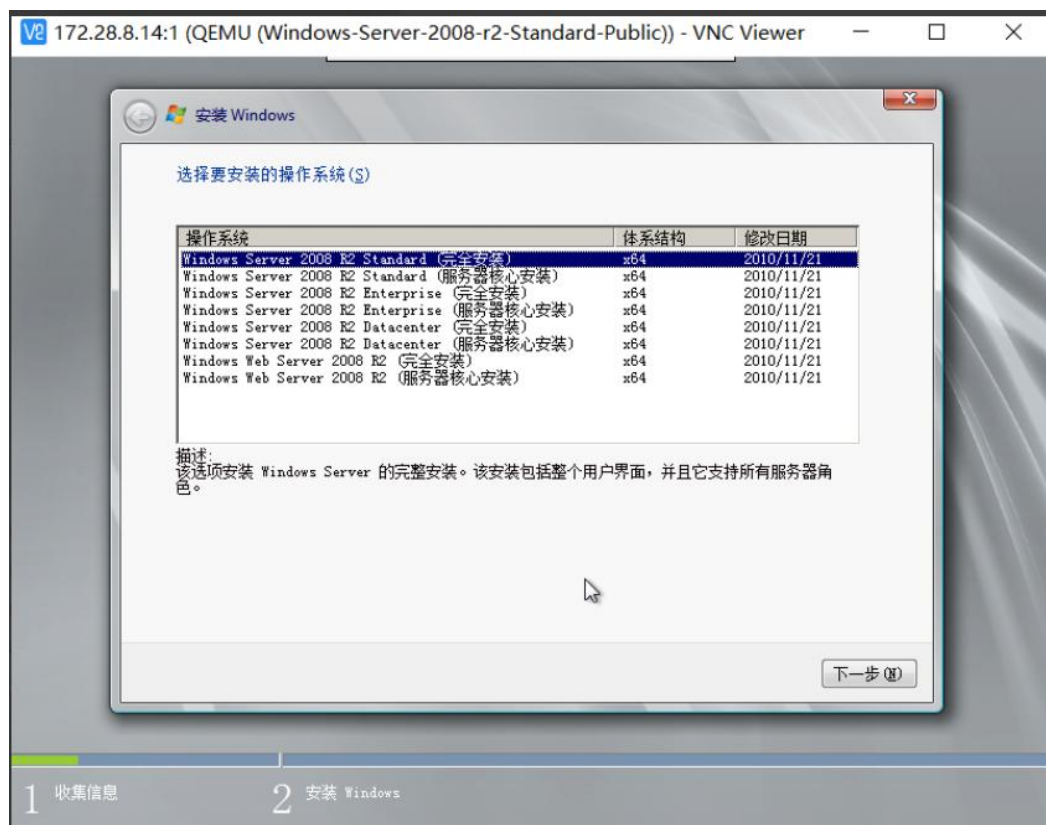 172.28.8.14:1 (QEMU (Windows-Server-2008-r2-Standard-Public)) - VNC Viewer
安装 Windows
选择要安装的操作系统(S)
操作系统 体系结构 修改日期
Windows Server 2008 R2 Standard (完全安装) x64 2010/11/21
Windows Server 2008 R2 Standard (服务器核心安装) x64 2010/11/21
Windows Server 2008 R2 Enterprise (完全安装) x64 2010/11/21
Windows Server 2008 R2 Enterprise (服务器核心安装) x64 2010/11/21
Windows Server 2008 R2 Datacenter (完全安装) x64 2010/11/21
Windows Server 2008 R2 Datacenter (服务器核心安装) x64 2010/11/21
Windows Web Server 2008 R2 (完全安装) x64 2010/11/21
Windows Web Server 2008 R2 (服务器核心安装) x64 2010/11/21
描述:
该选项安装 Windows Server 的完整安装。该安装包括整个用户界面，并且它支持所有服务器角
色。
下一步(N)
1 收集信息 2 安装 Windows